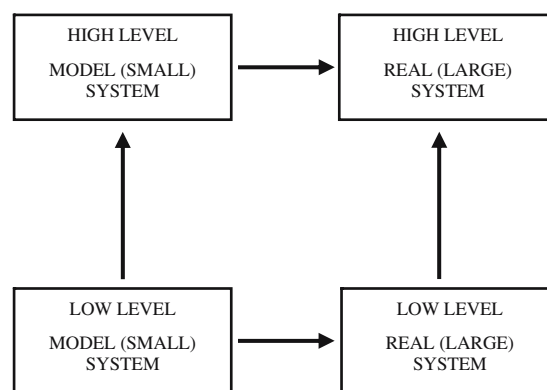 HIGH LEVEL
MODEL (SMALL)
SYSTEM
HIGH LEVEL
REAL (LARGE)
SYSTEM
LOW LEVEL
MODEL (SMALL)
SYSTEM
LOW LEVEL
REAL (LARGE)
SYSTEM